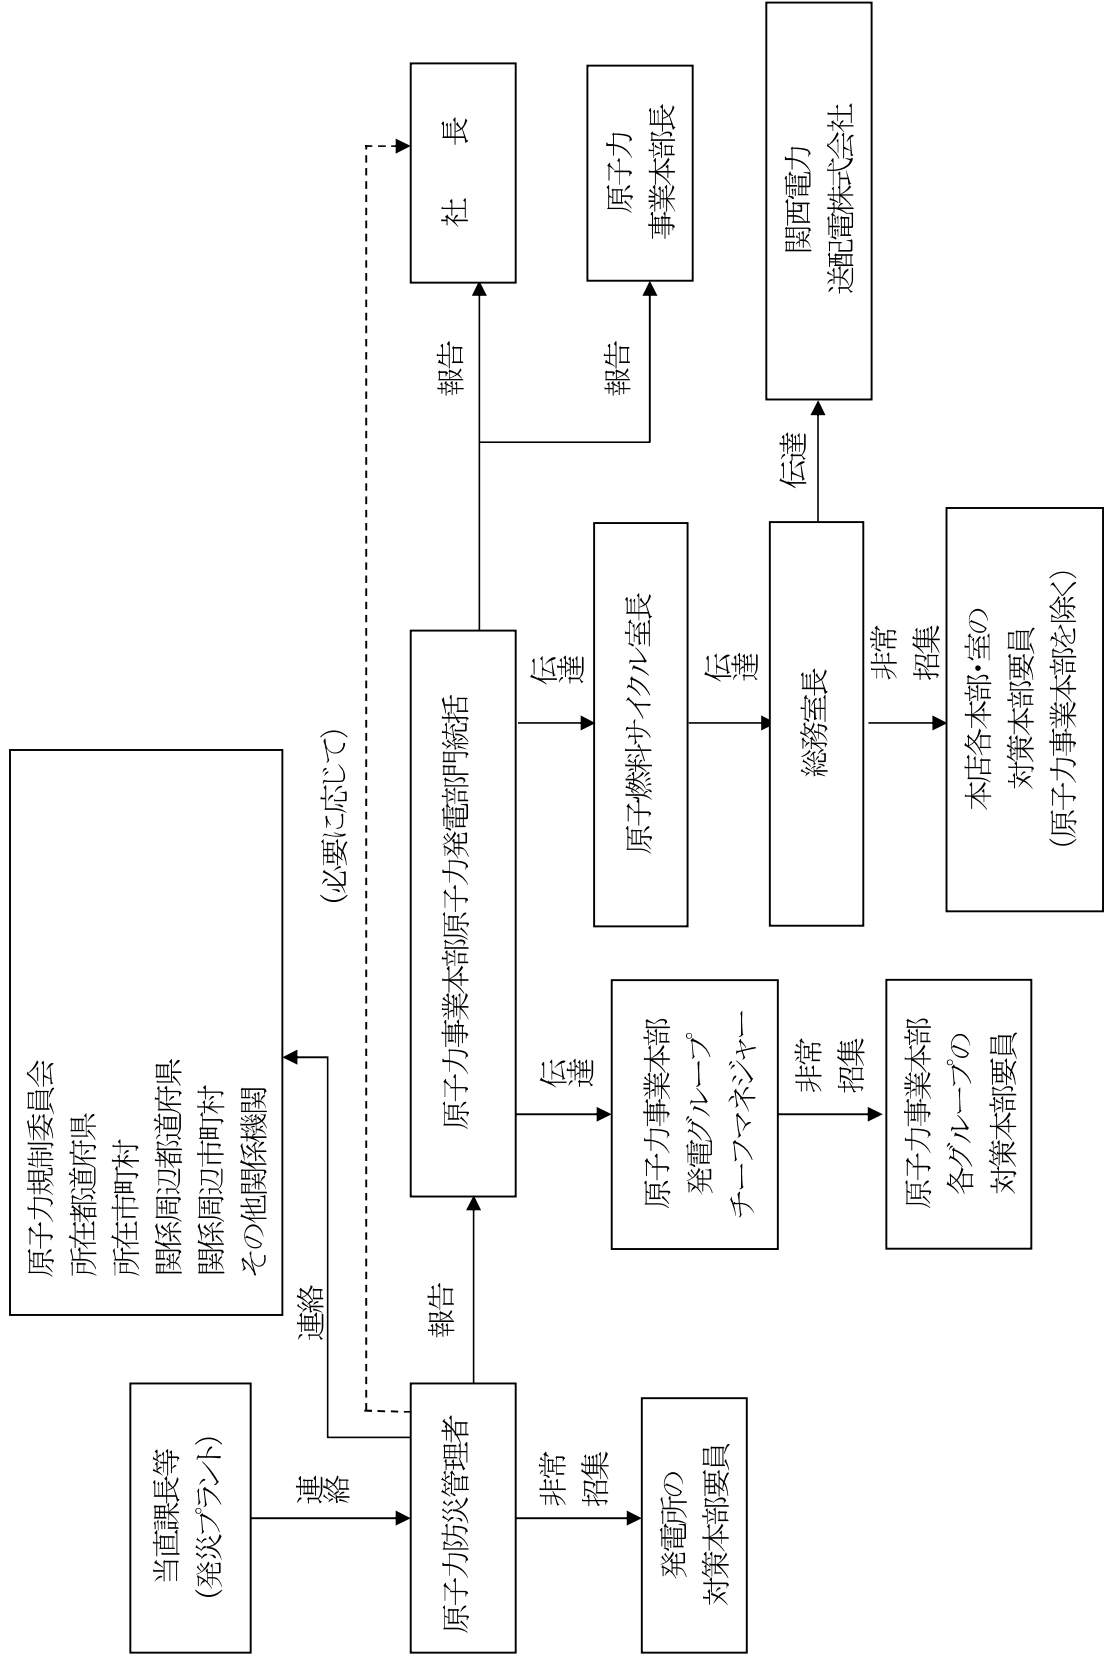 原子力規制委員会
所在都道府県
所在市町村
関係周辺都道府県
関係周辺市町村
その他関係機関
当直課長等
(発災プラント)
連絡
連絡
(必要に応じて)
原子力防災管理者
報告
原子力事業本部原子力発電部門統括
報告
社　長
報告
原子力
事業本部長
非常
招集
発電所の
対策本部要員
伝達
原子力事業本部
発電グループ
チーフマネジャー
非常
招集
原子力事業本部
各グループの
対策本部要員
伝達
原子燃料サイクル室長
伝達
総務室長
伝達
関西電力
送配電株式会社
非常
招集
本店各本部・室の
対策本部要員
(原子力事業本部を除く)